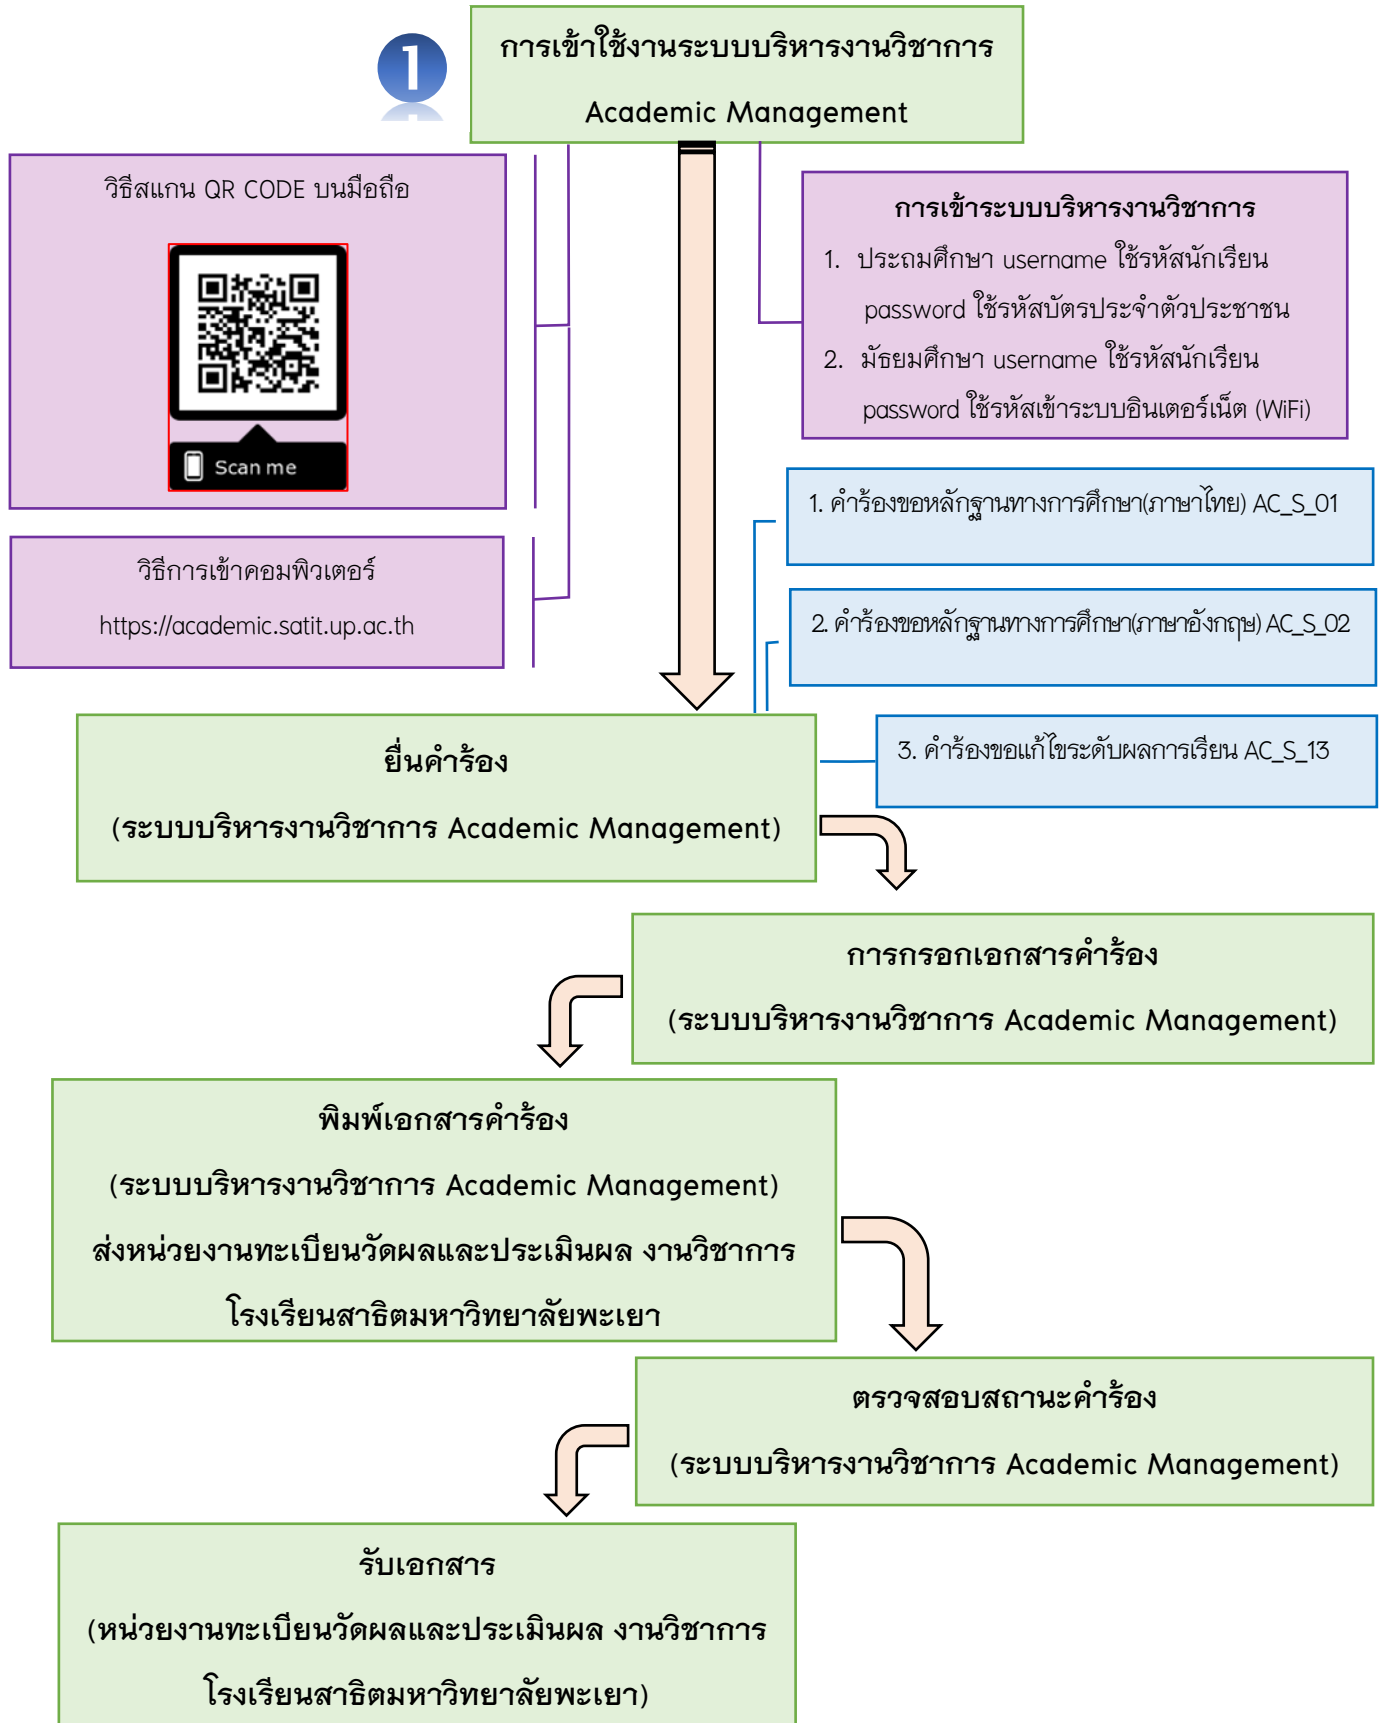 1
การเข้าใช้งานระบบบริหารงานวิชาการ
Academic Management
วิธีสแกน QR CODE บนมือถือ
Scan me
วิธีการเข้าคอมพิวเตอร์
https://academic.satit.up.ac.th
การเข้าระบบบริหารงานวิชาการ
1. ประถมศึกษา username ใช้รหัสนักเรียน
password ใช้รหัสบัตรประจำตัวประชาชน
2. มัธยมศึกษา username ใช้รหัสนักเรียน
password ใช้รหัสเข้าระบบอินเตอร์เน็ต (WiFi)
1. คำร้องขอหลักฐานทางการศึกษา(ภาษาไทย) AC_S_01
2. คำร้องขอหลักฐานทางการศึกษา(ภาษาอังกฤษ) AC_S_02
3. คำร้องขอแก้ไขระดับผลการเรียน AC_S_13
ยื่นคำร้อง
(ระบบบริหารงานวิชาการ Academic Management)
การกรอกเอกสารคำร้อง
(ระบบบริหารงานวิชาการ Academic Management)
พิมพ์เอกสารคำร้อง
(ระบบบริหารงานวิชาการ Academic Management)
ส่งหน่วยงานทะเบียนวัดผลและประเมินผล งานวิชาการ
โรงเรียนสาธิตมหาวิทยาลัยพะเยา
ตรวจสอบสถานะคำร้อง
(ระบบบริหารงานวิชาการ Academic Management)
รับเอกสาร
(หน่วยงานทะเบียนวัดผลและประเมินผล งานวิชาการ
โรงเรียนสาธิตมหาวิทยาลัยพะเยา)